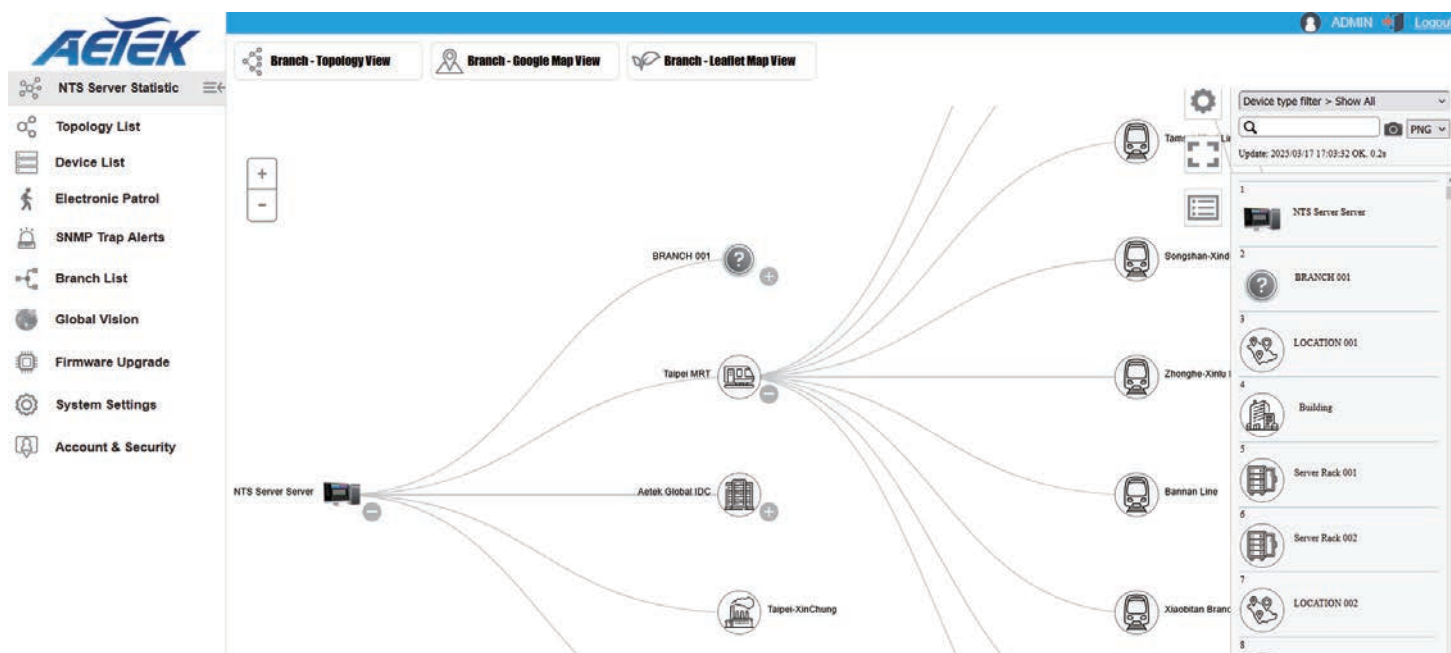 AETEK
ADMIN
Branch - Topology View
Branch - Google Map View
Branch - Leaflet Map View
NTS Server Statistic
Topology List
Device List
Electronic Patrol
SNMP Trap Alerts
Branch List
Global Vision
Firmware Upgrade
System Settings
Account & Security
+
-
BRANCH 001
Taipei MRT
NTS Server Server
Aetek Global IDC
Taipei-XinChung
Songshan-Xind
Zhonghe-Xinlu
Bannan Line
Xiaobitan Branc
Device type filter > Show All
PNG
Update: 2025/03/17 17:03:32 OK, 0.2s
1
NTS Server Server
2
BRANCH 001
3
LOCATION 001
4
Building
5
Server Rack 001
6
Server Rack 002
7
LOCATION 002
8